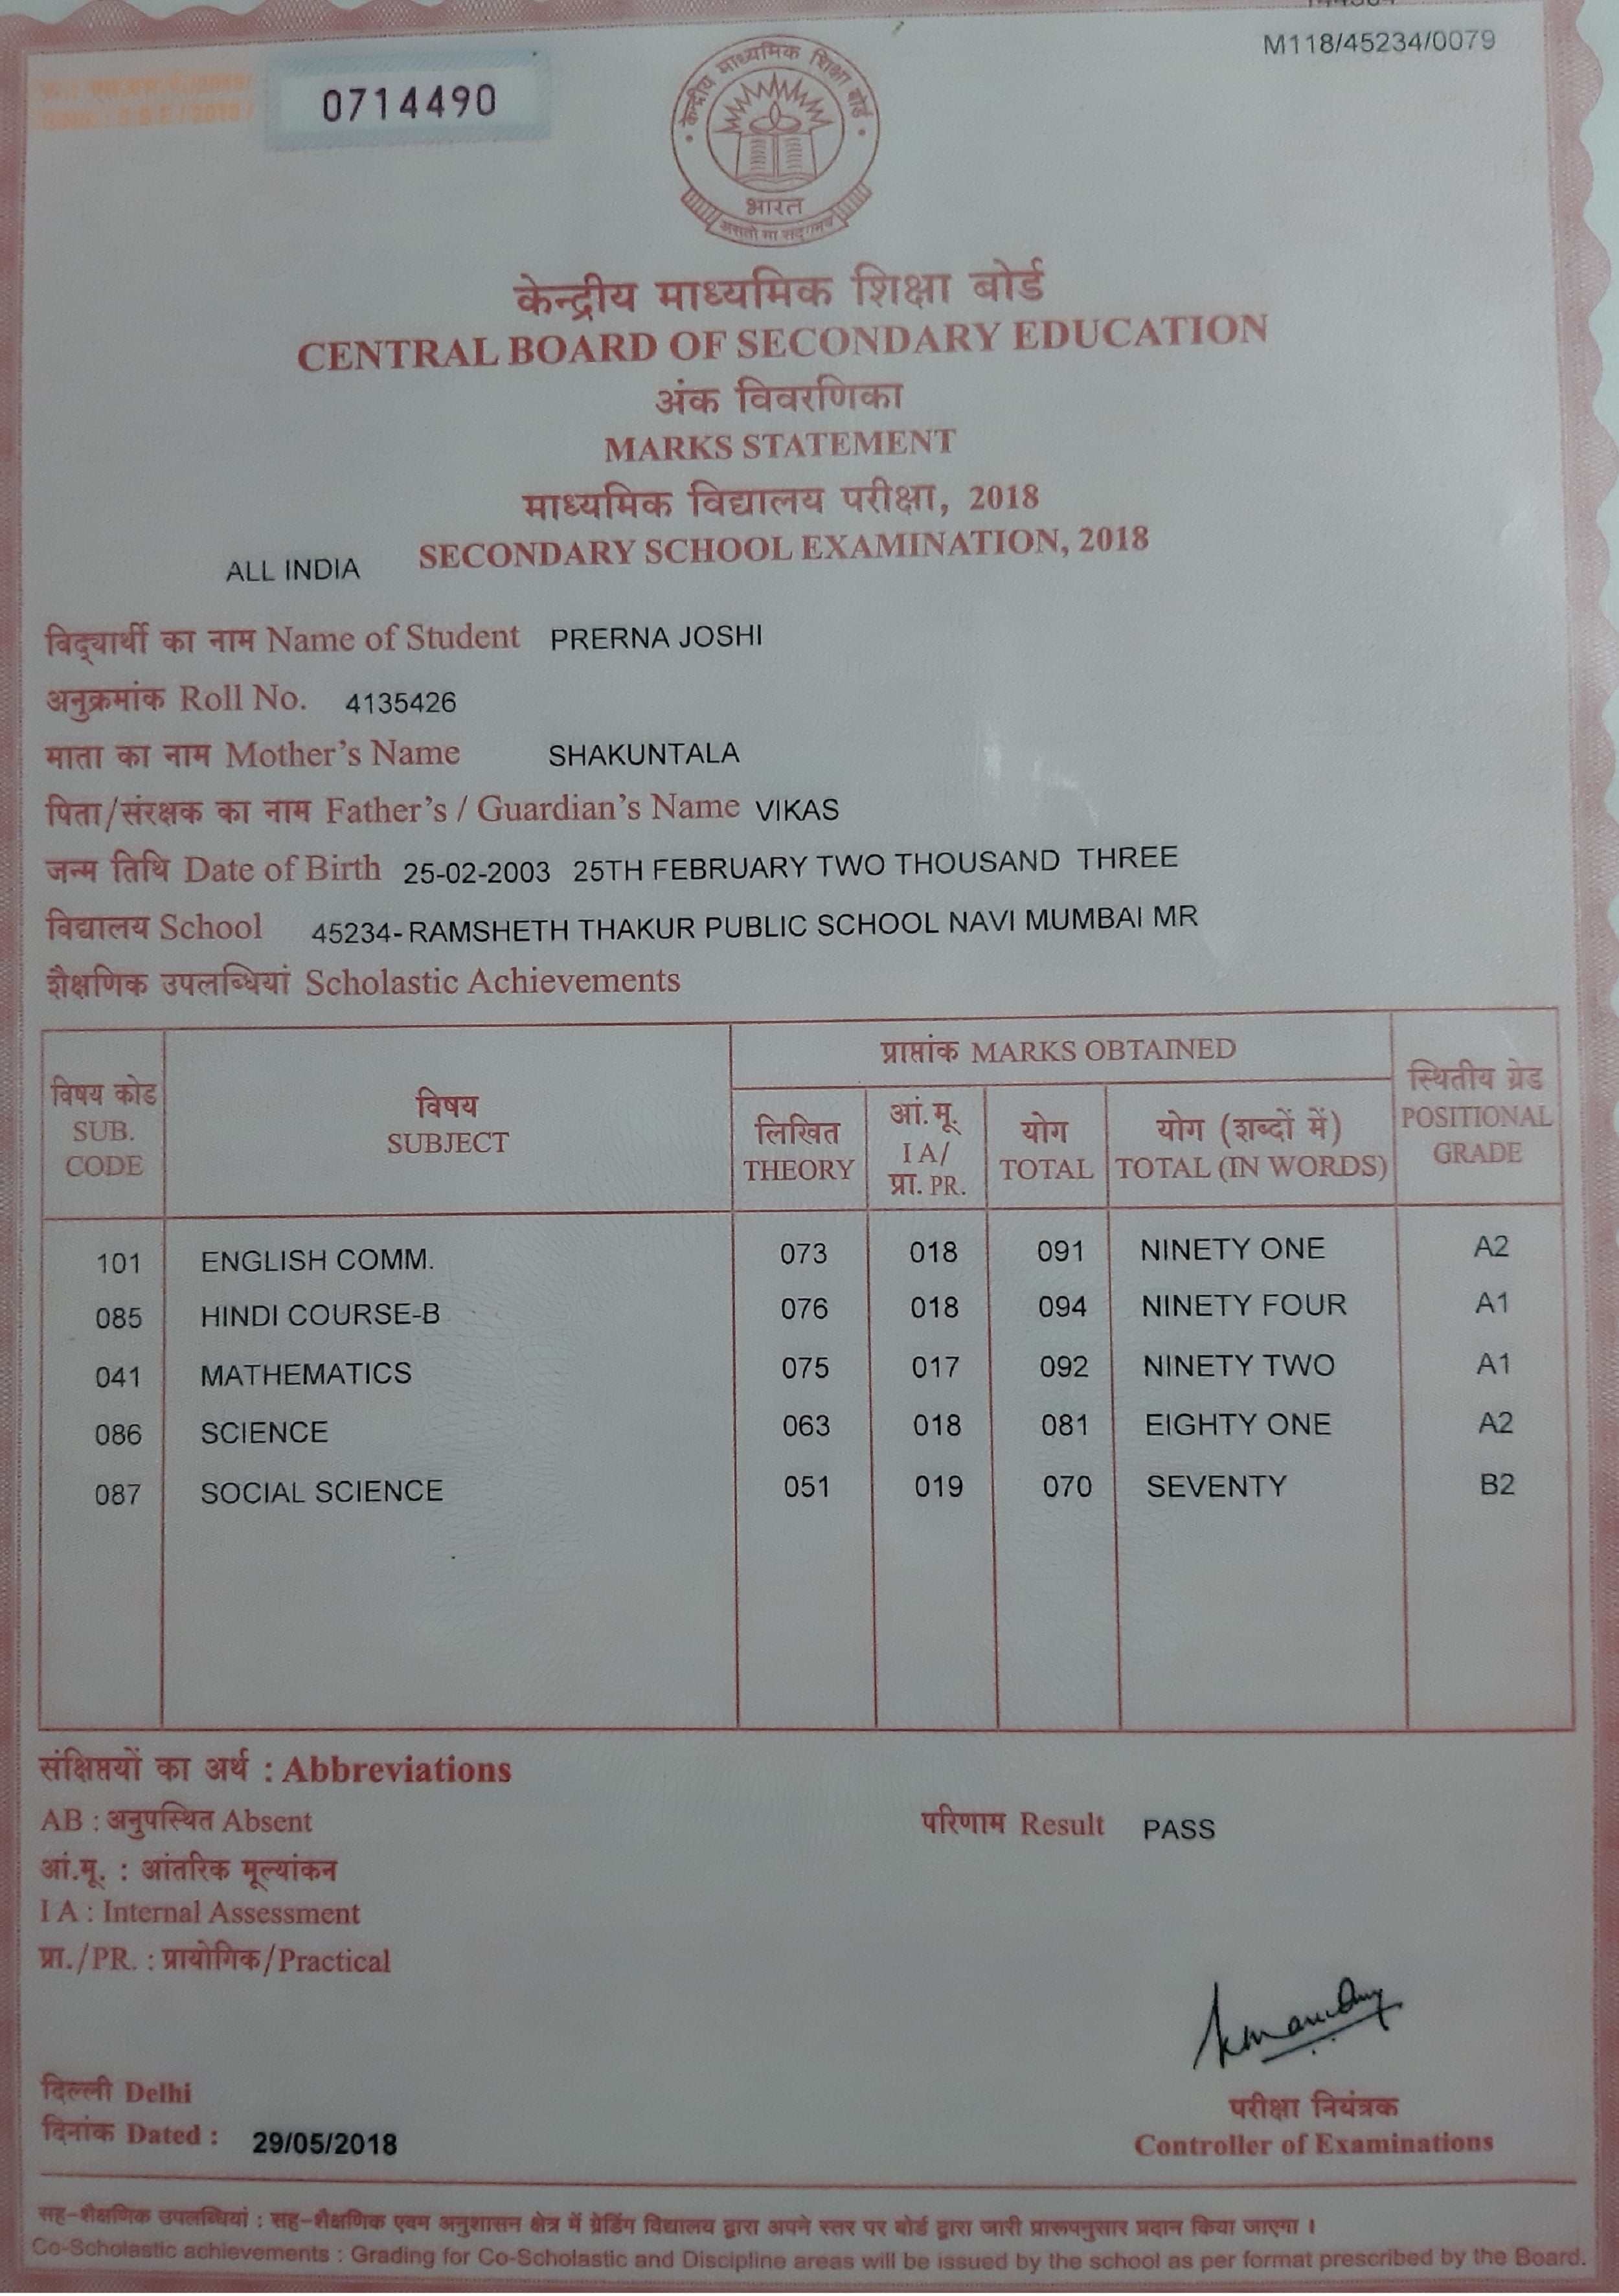 M118/45234/0079
0714490
केन्द्रीय माध्यमिक शिक्षा बोर्ड
भारत
असतो मा सद्गमय
केन्द्रीय माध्यमिक शिक्षा बोर्ड
CENTRAL BOARD OF SECONDARY EDUCATION
अंक विवरणिका
MARKS STATEMENT
माध्यमिक विद्यालय परीक्षा, 2018
ALL INDIA SECONDARY SCHOOL EXAMINATION, 2018
विद्यार्थी का नाम Name of Student PRERNA JOSHI
अनुक्रमांक Roll No. 4135426
माता का नाम Mother's Name SHAKUNTALA
पिता/संरक्षक का नाम Father's / Guardian's Name VIKAS
जन्म तिथि Date of Birth 25-02-2003 25TH FEBRUARY TWO THOUSAND THREE
विद्यालय School 45234- RAMSHETH THAKUR PUBLIC SCHOOL NAVI MUMBAI MR
शैक्षणिक उपलब्धियां Scholastic Achievements
विषय कोड SUB. CODE
विषय SUBJECT
प्राप्तांक MARKS OBTAINED
लिखित THEORY
आं.मू. I A/ प्रा. PR.
योग TOTAL
योग (शब्दों में) TOTAL (IN WORDS)
स्थितीय ग्रेड POSITIONAL GRADE
101 ENGLISH COMM. 073 018 091 NINETY ONE A2
085 HINDI COURSE-B 076 018 094 NINETY FOUR A1
041 MATHEMATICS 075 017 092 NINETY TWO A1
086 SCIENCE 063 018 081 EIGHTY ONE A2
087 SOCIAL SCIENCE 051 019 070 SEVENTY B2
संक्षिप्तयों का अर्थ : Abbreviations
AB : अनुपस्थित Absent
परिणाम Result PASS
आं.मू. : आंतरिक मूल्यांकन
I A : Internal Assessment
प्रा./PR. : प्रायोगिक/Practical
दिल्ली Delhi
दिनांक Dated : 29/05/2018
परीक्षा नियंत्रक
Controller of Examinations
सह-शैक्षणिक उपलब्धियां : सह-शैक्षणिक एवम अनुशासन क्षेत्र में ग्रेडिंग विद्यालय द्वारा अपने स्तर पर बोर्ड द्वारा जारी प्रारूपनुसार प्रदान किया जाएगा ।
Co-Scholastic achievements : Grading for Co-Scholastic and Discipline areas will be issued by the school as per format prescribed by the Board.